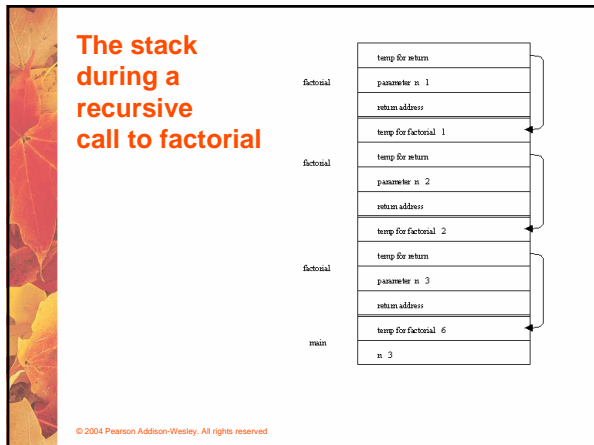 The stack
during a
recursive
call to factorial
temp for return
factorial
parameter n 1
return address
temp for factorial 1
temp for return
factorial
parameter n 2
return address
temp for factorial 2
temp for return
factorial
parameter n 3
return address
temp for factorial 6
main
n 3
© 2004 Pearson Addison-Wesley. All rights reserved